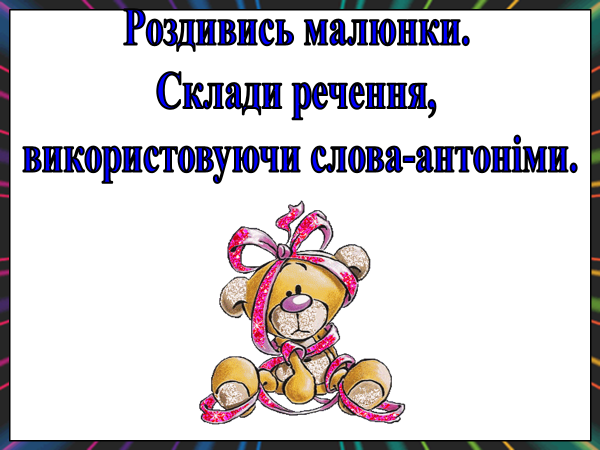 Роздивись малюнки.
Склади речення,
використовуючи слова-антоніми.